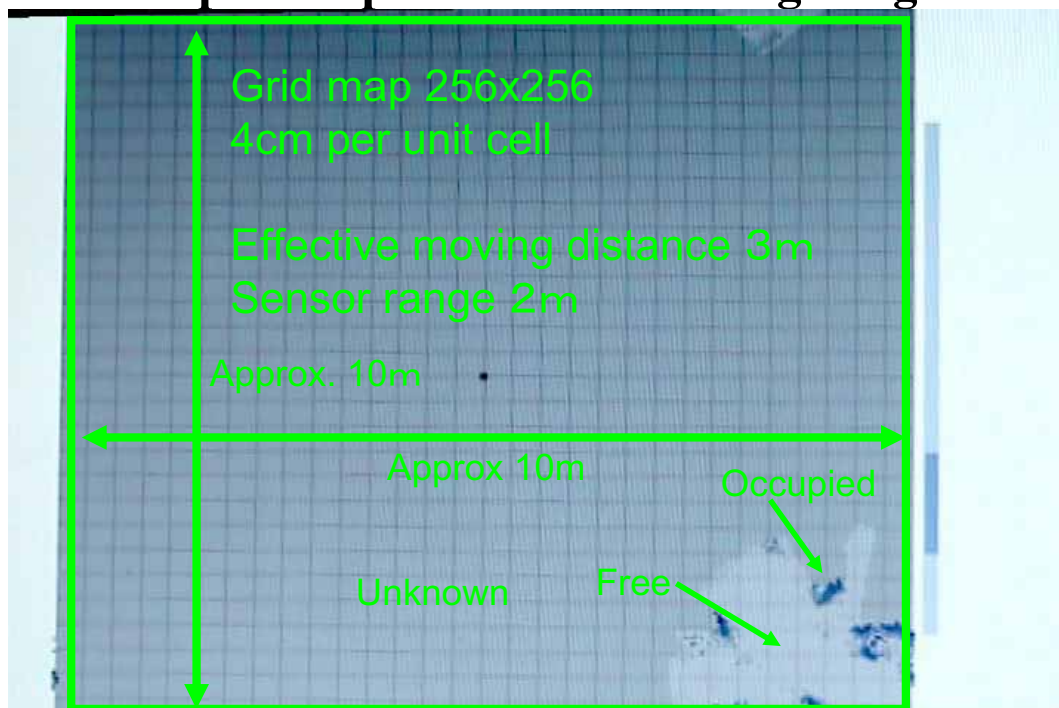 Grid map 256x256
4cm per unit cell
Effective moving distance 3m
Sensor range 2m
Approx. 10m
Approx 10m
Occupied
Unknown
Free